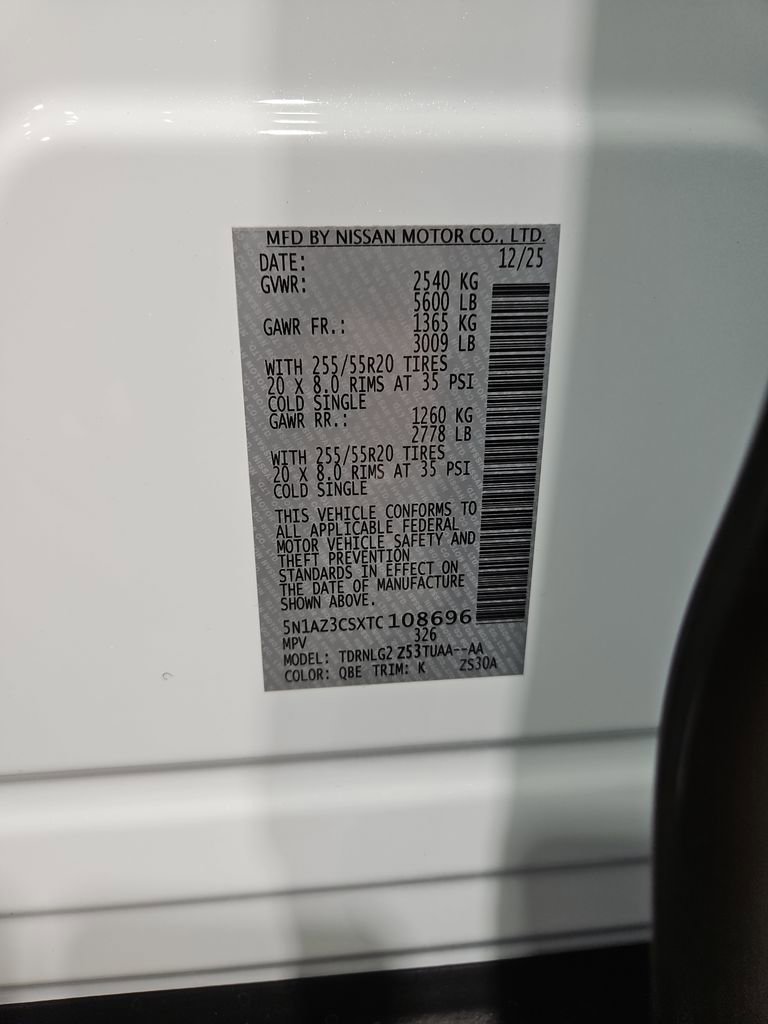 MFD BY NISSAN MOTOR CO., LTD.
DATE: 12/25
GVWR: 2540 KG
5600 LB
GAWR FR.: 1365 KG
3009 LB
WITH 255/55R20 TIRES
20 X 8.0 RIMS AT 35 PSI
COLD SINGLE
GAWR RR.: 1260 KG
2778 LB
WITH 255/55R20 TIRES
20 X 8.0 RIMS AT 35 PSI
COLD SINGLE
THIS VEHICLE CONFORMS TO
ALL APPLICABLE FEDERAL
MOTOR VEHICLE SAFETY AND
THEFT PREVENTION
STANDARDS IN EFFECT ON
THE DATE OF MANUFACTURE
SHOWN ABOVE.
5N1AZ3CSXTC108696
MPV 326
MODEL: TDRNLG2 Z53TUAA--AA
COLOR: QBE TRIM: K ZS30A